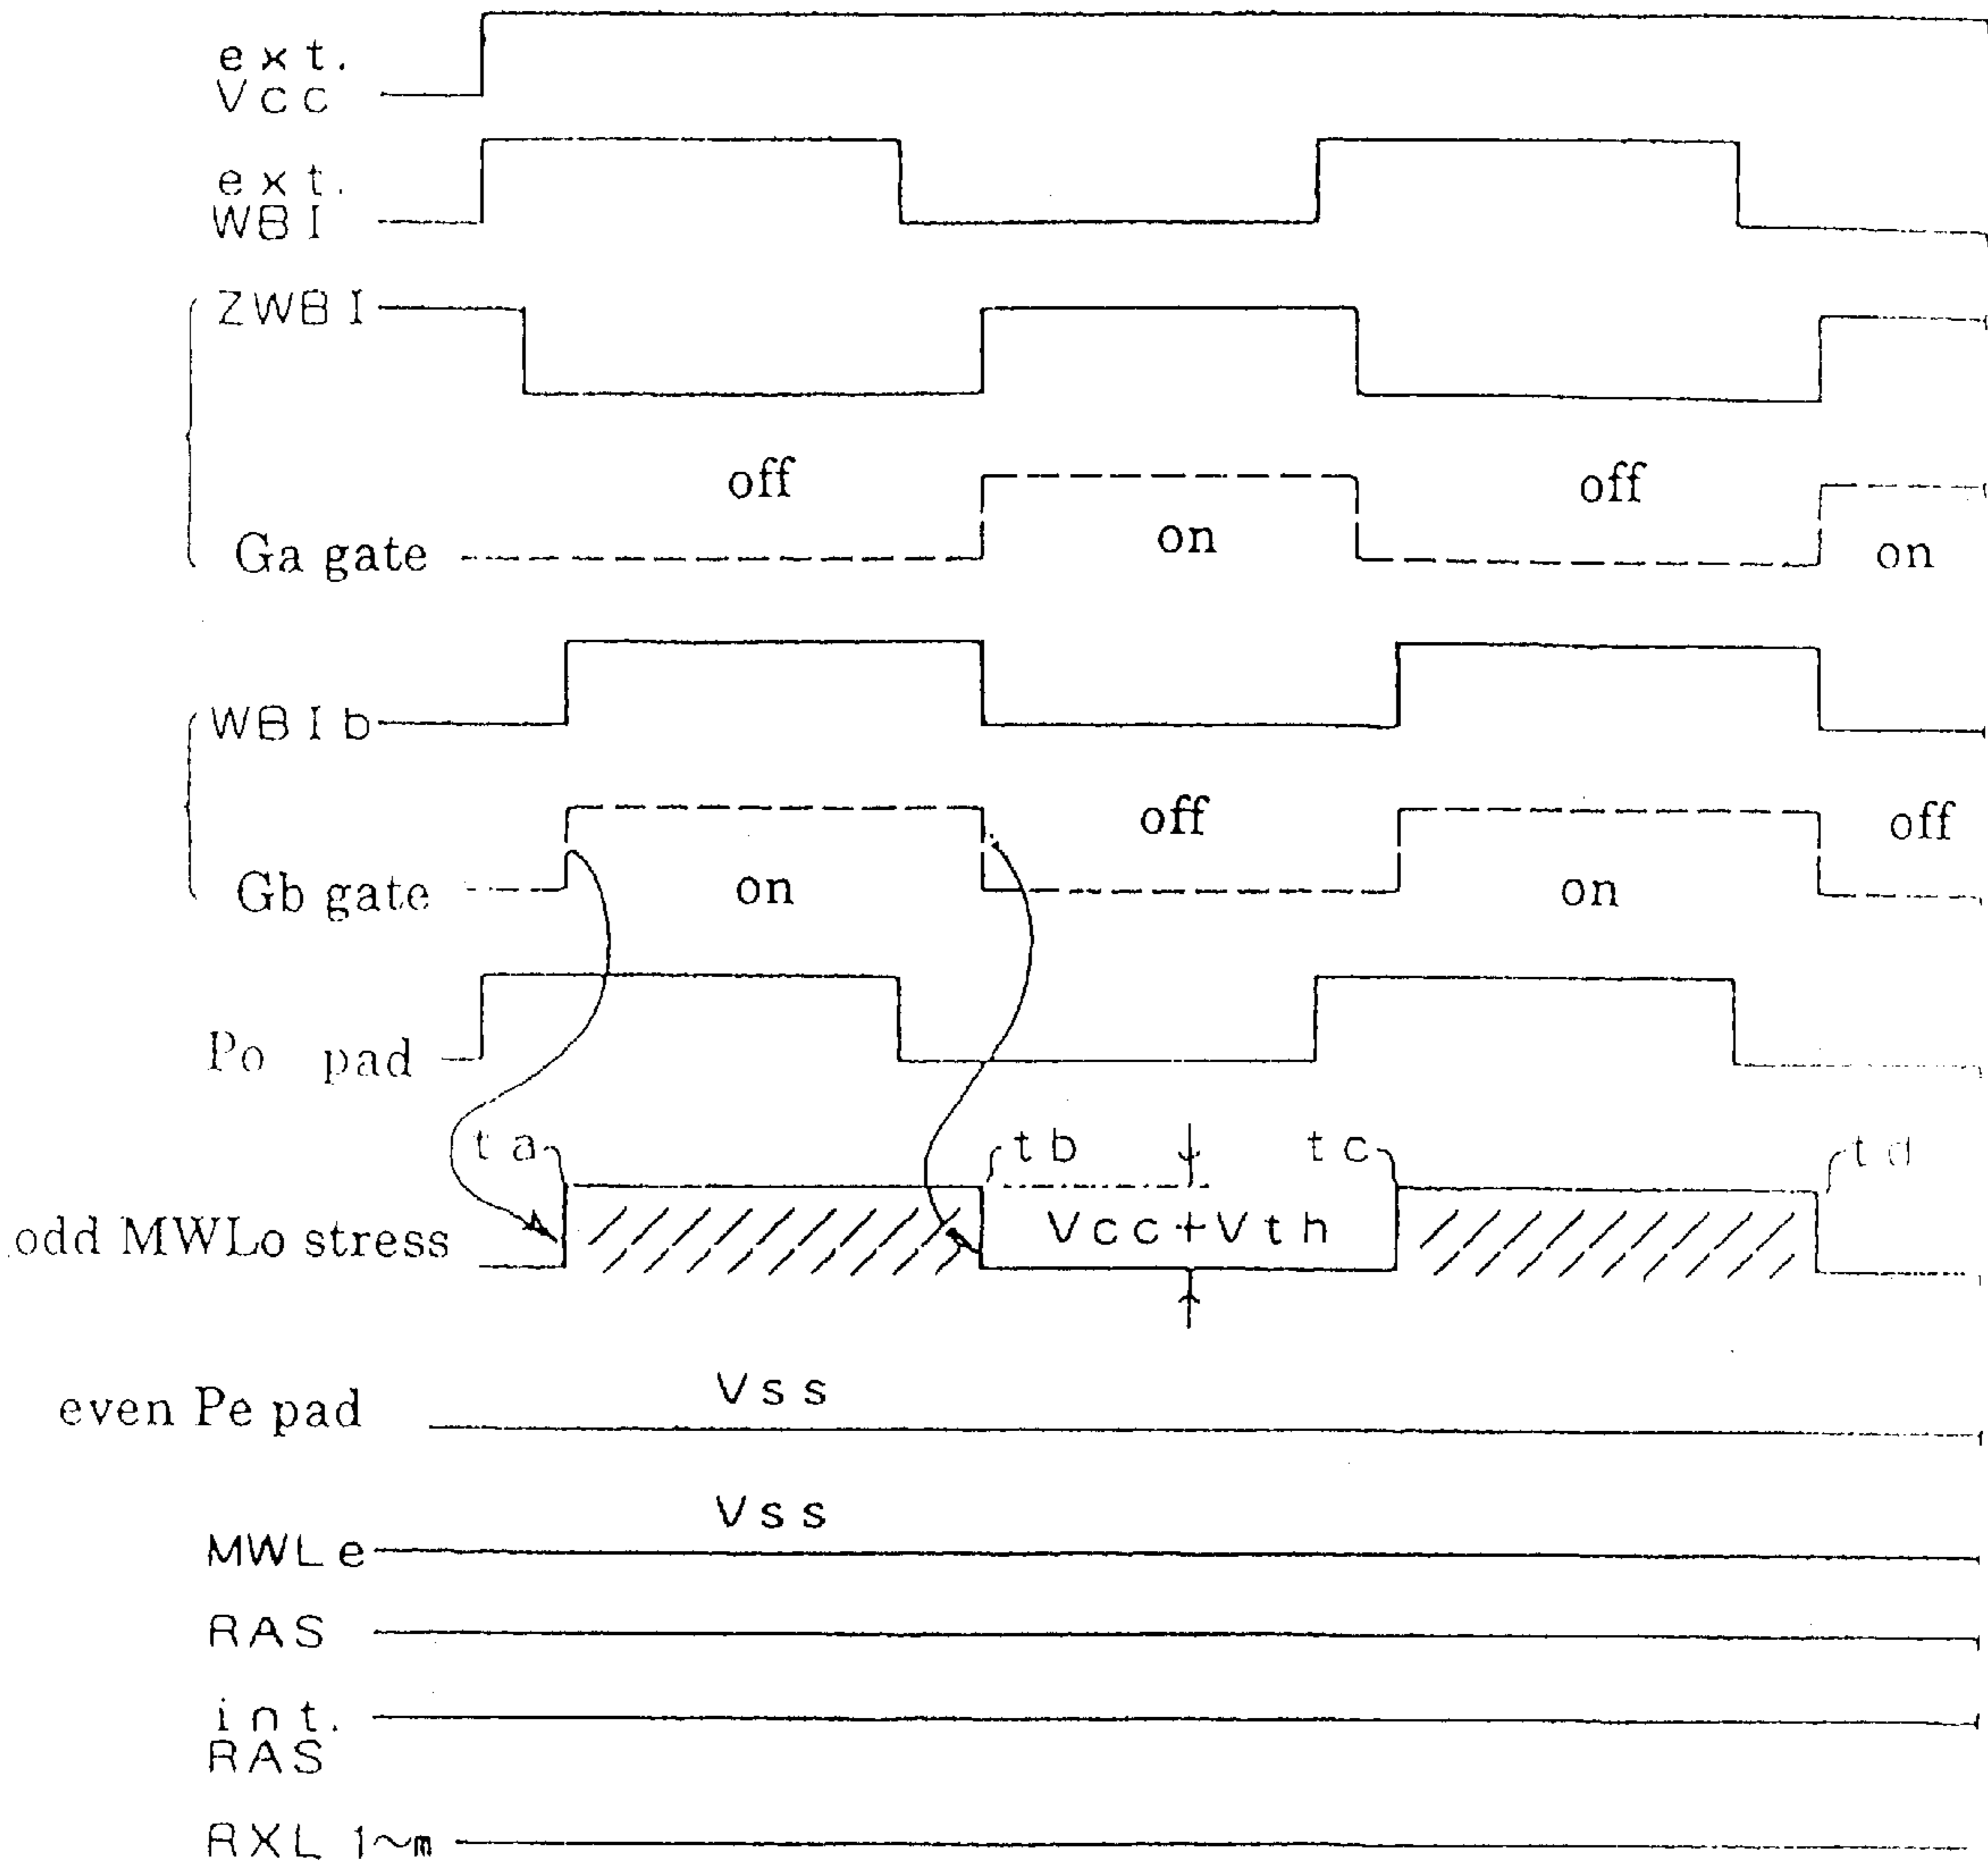 ext.
Vcc
ext.
WBI
ZWBI
off
off
Ga gate
on
on
WBIb
off
off
Gb gate
on
on
Po pad
ta
tb
tc
td
odd MWLo stress
Vcc+Vth
even Pe pad
Vss
Vss
MWLe
RAS
int.
RAS
RXL 1~m